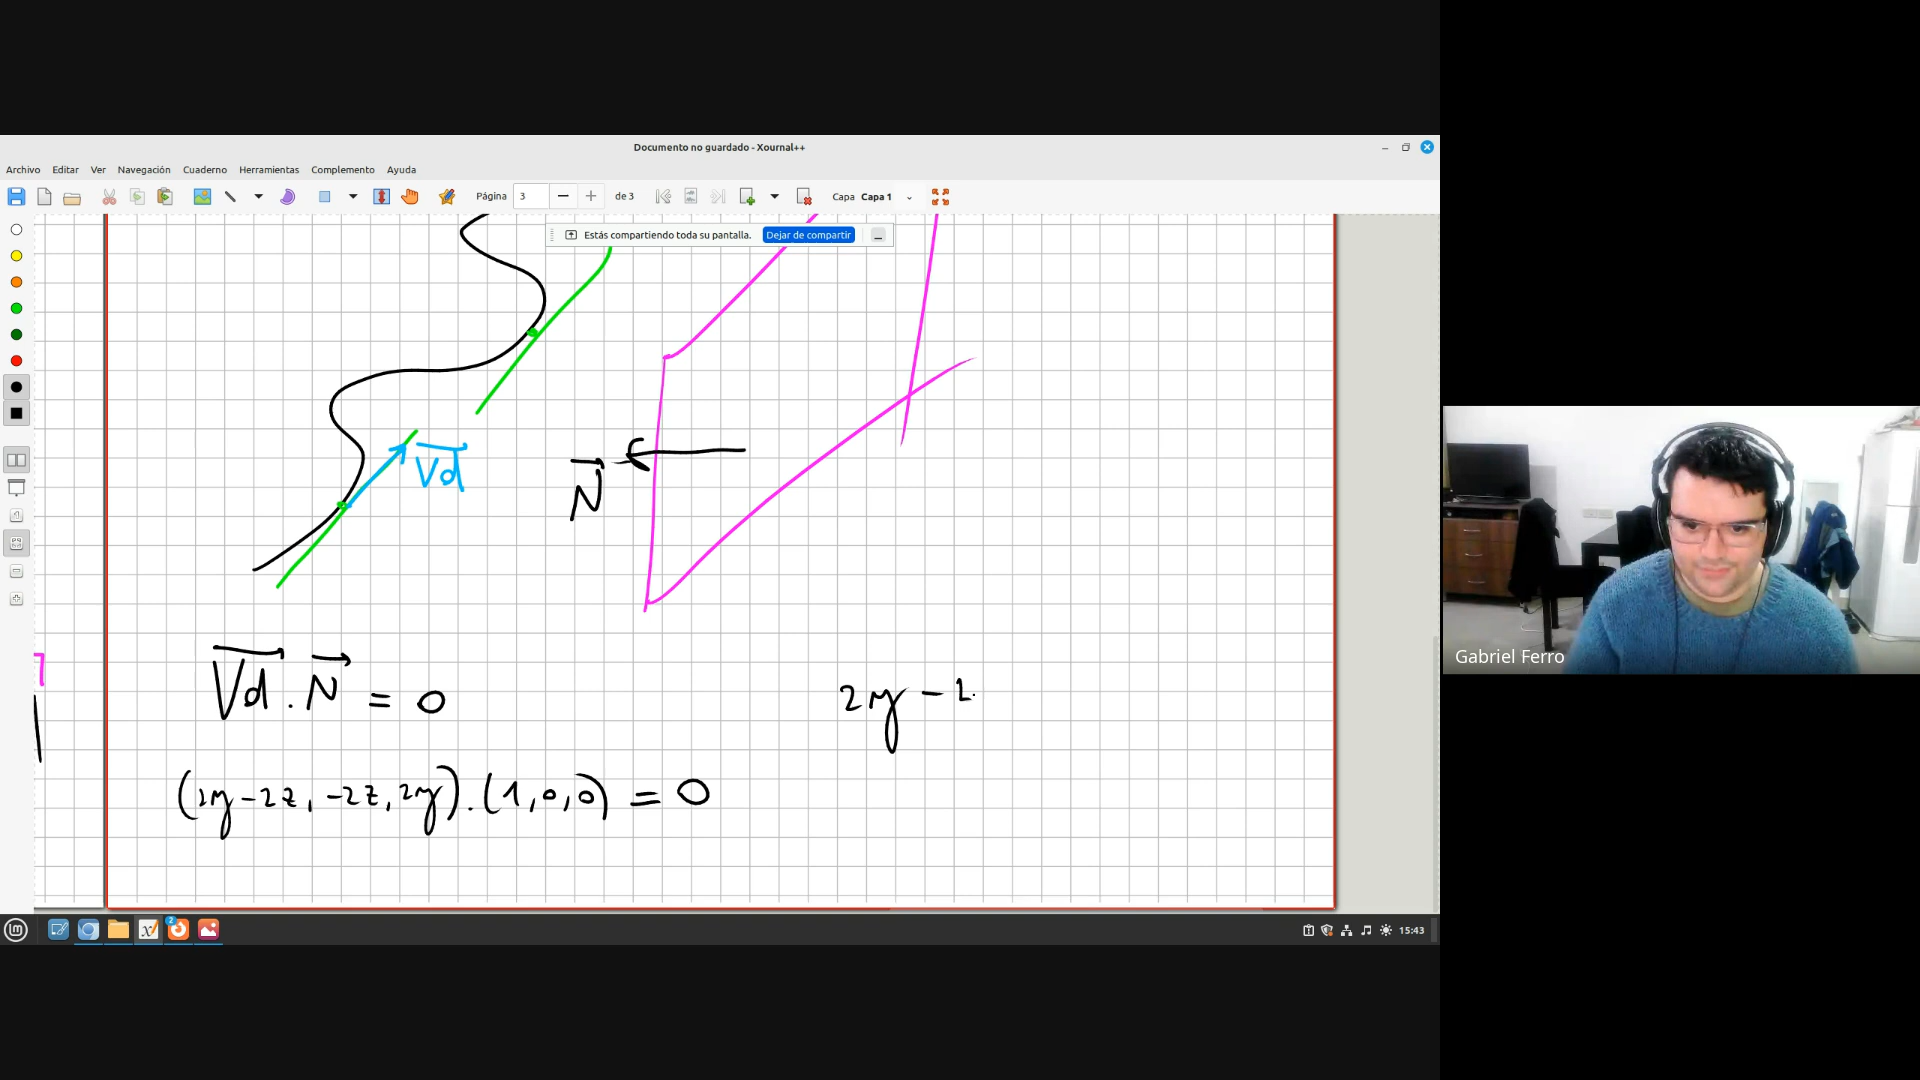 Documento no guardado - Xournal++
Archivo Editar Ver Navegación Cuaderno Herramientas Complemento Ayuda
Página 3 de 3 Capa Capa 1
Estás compartiendo toda su pantalla. Dejar de compartir
Vd
N
Gabriel Ferro
Vd . N = 0
2y - 2
(2y-2z, -2z, 2y) . (1, 0, 0) = 0
2
15:43